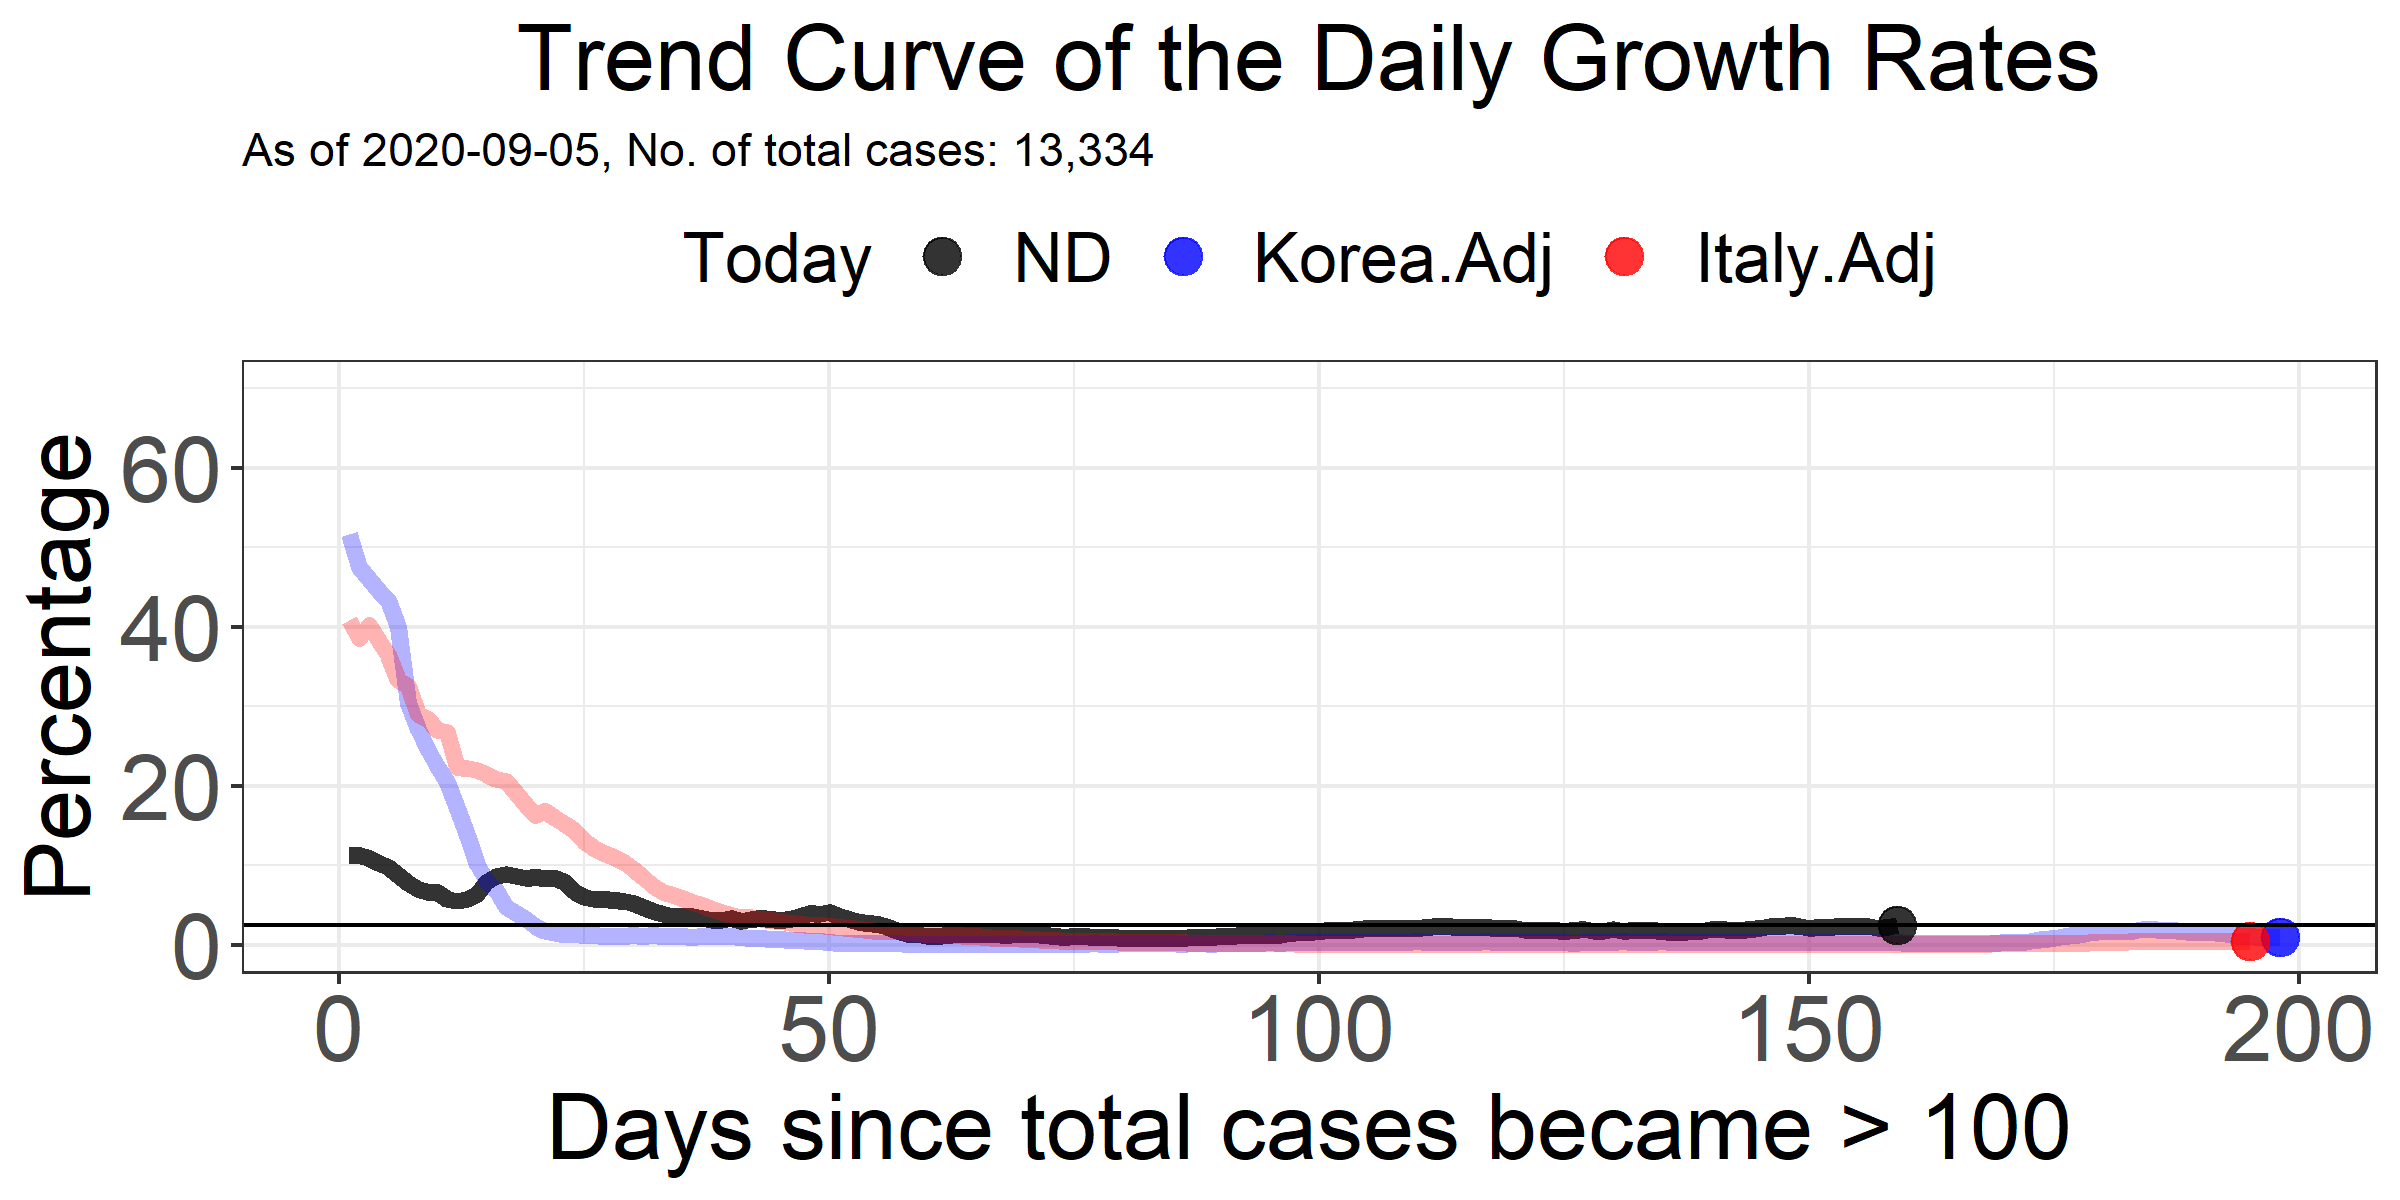 Trend Curve of the Daily Growth Rates
As of 2020-09-05, No. of total cases: 13,334
Today ND Korea.Adj Italy.Adj
Percentage
60
40
20
0
0 50 100 150 200
Days since total cases became > 100